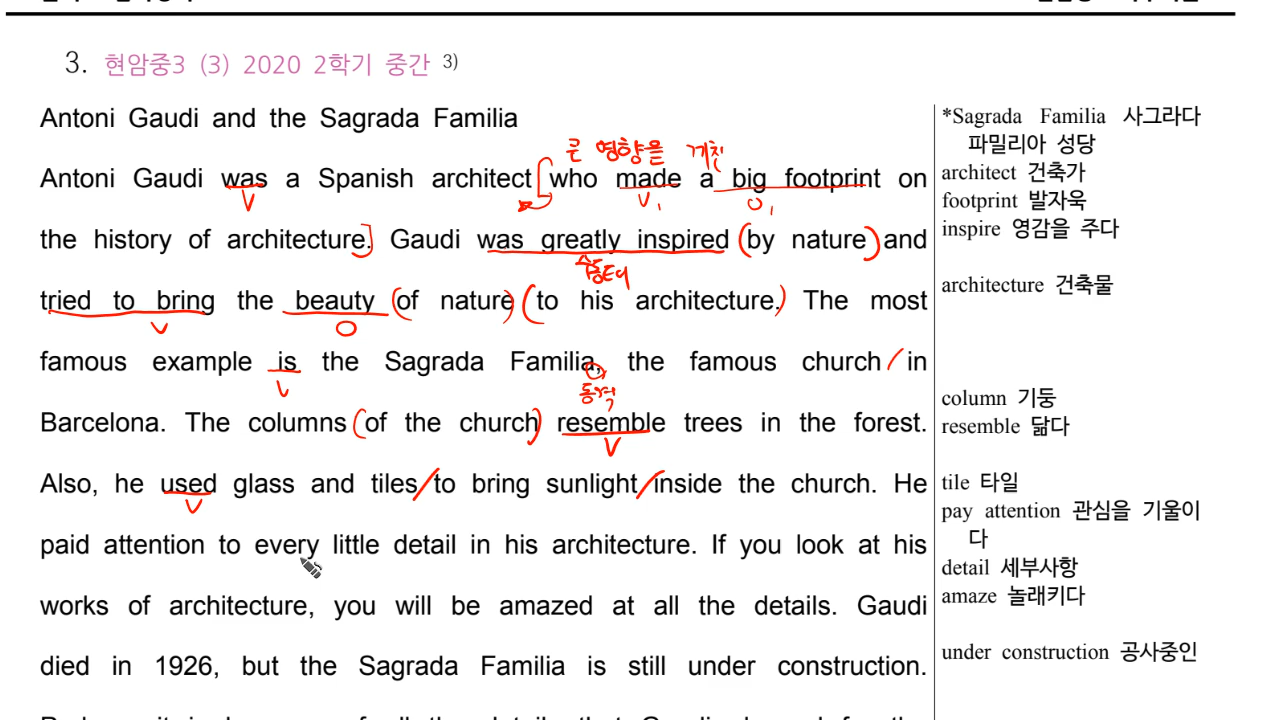 3. 현암중3 (3) 2020 2학기 중간 3)
Antoni Gaudi and the Sagrada Familia
큰 영향을 끼친
Antoni Gaudi was a Spanish architect who made a big footprint on
V V₁ O₁
the history of architecture. Gaudi was greatly inspired (by nature) and
수동태
tried to bring the beauty (of nature) (to his architecture.) The most
V O
famous example is the Sagrada Familia, the famous church / in
V 동격
Barcelona. The columns (of the church) resemble trees in the forest.
V
Also, he used glass and tiles / to bring sunlight / inside the church. He
V
paid attention to every little detail in his architecture. If you look at his
works of architecture, you will be amazed at all the details. Gaudi
died in 1926, but the Sagrada Familia is still under construction.
*Sagrada Familia 사그라다
파밀리아 성당
architect 건축가
footprint 발자욱
inspire 영감을 주다
architecture 건축물
column 기둥
resemble 닮다
tile 타일
pay attention 관심을 기울이
다
detail 세부사항
amaze 놀래키다
under construction 공사중인